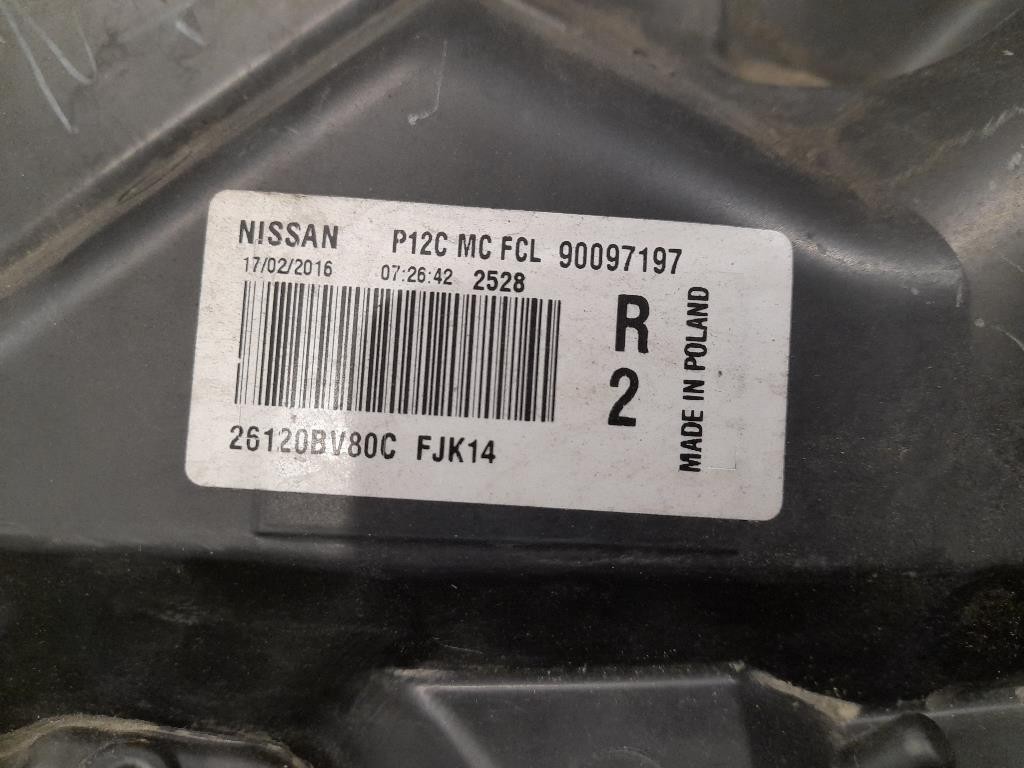 NISSAN P12C MC FCL 90097197
17/02/2016 07:26:42 2528
R
2
MADE IN POLAND
26120BV80C FJK14